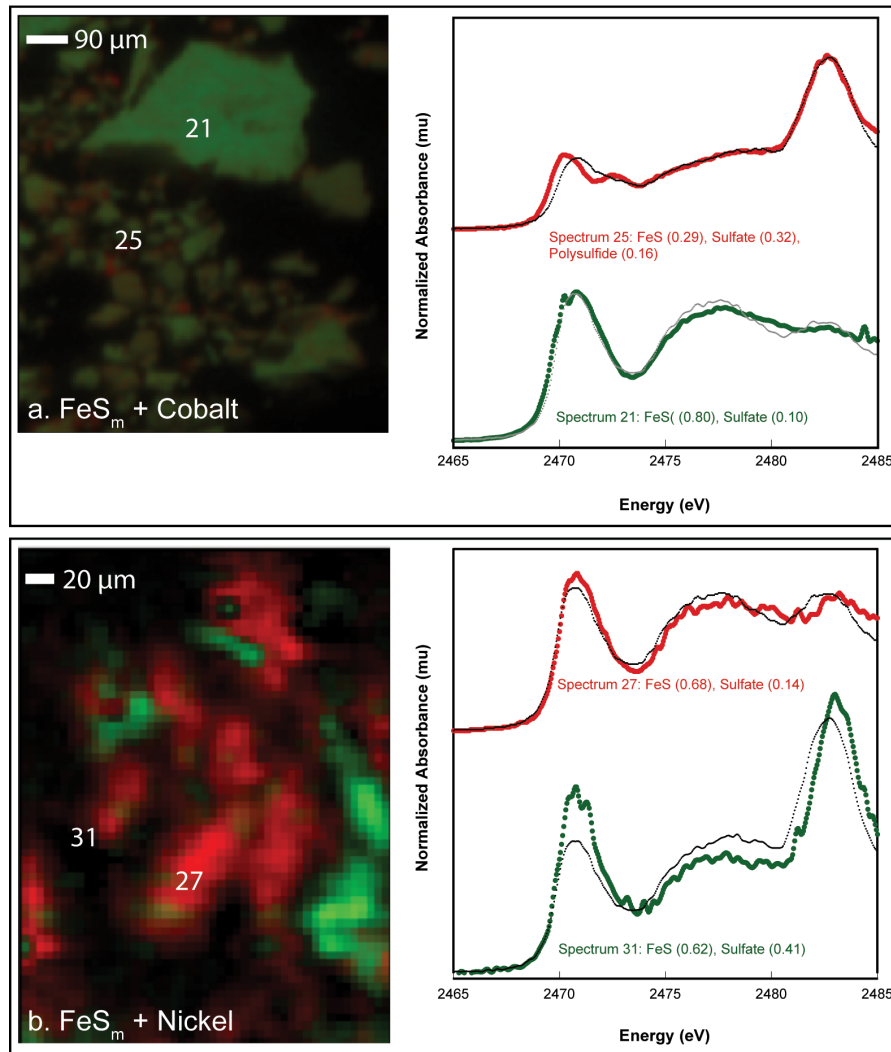 90 µm
21
25
a. FeSm + Cobalt
Normalized Absorbance (mu)
Spectrum 25: FeS (0.29), Sulfate (0.32),
Polysulfide (0.16)
Spectrum 21: FeS( (0.80), Sulfate (0.10)
2465 2470 2475 2480 2485
Energy (eV)
20 µm
31
27
b. FeSm + Nickel
Normalized Absorbance (mu)
Normalized Absorbance (mu)
Spectrum 27: FeS (0.68), Sulfate (0.14)
Spectrum 31: FeS (0.62), Sulfate (0.41)
2465 2470 2475 2480 2485
Energy (eV)